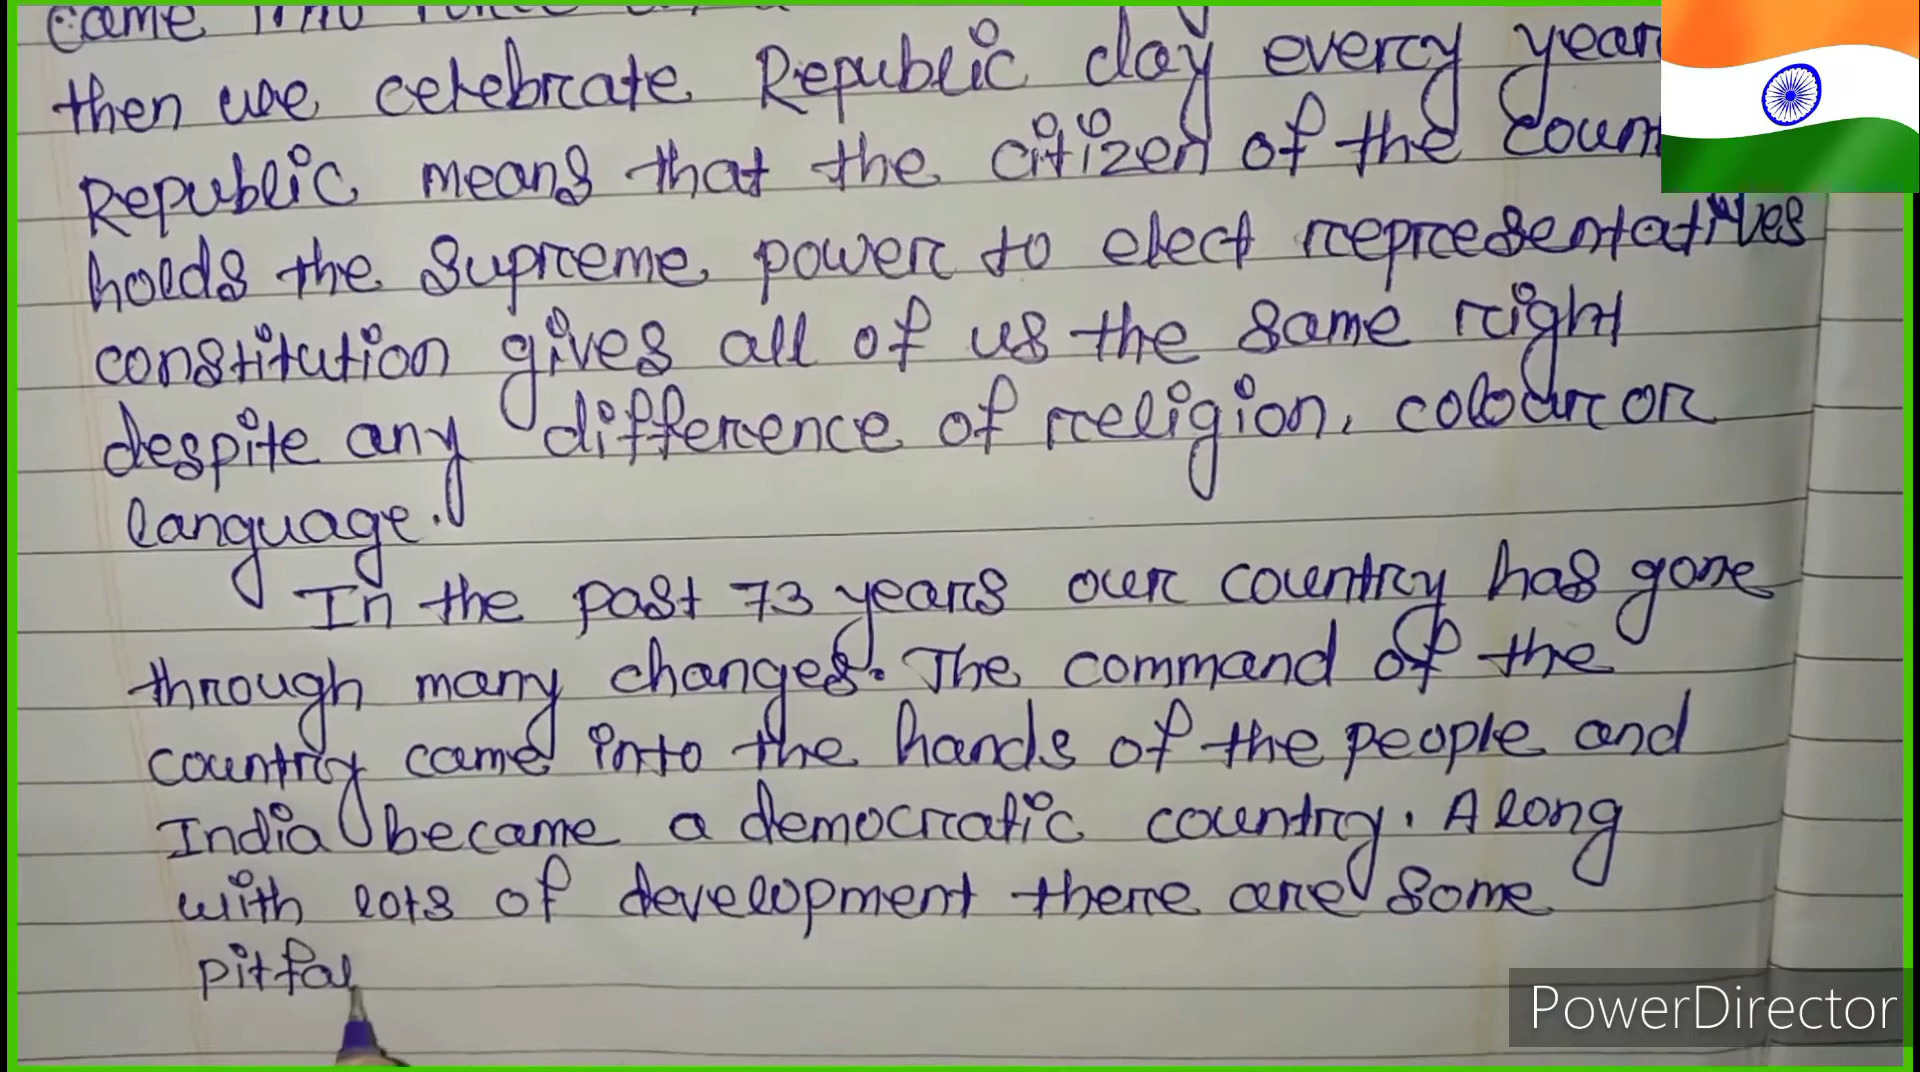 came into force
then we celebrate Republic day every year
Republic means that the citizen of the coun
holds the supreme power to elect representatives
constitution gives all of us the same right
despite any difference of religion, colour or
language.
In the past 73 years our country has gone
through many changes. The command of the
country came into the hands of the people and
India became a democratic country. Along
with lots of development there are some
pitfal
PowerDirector